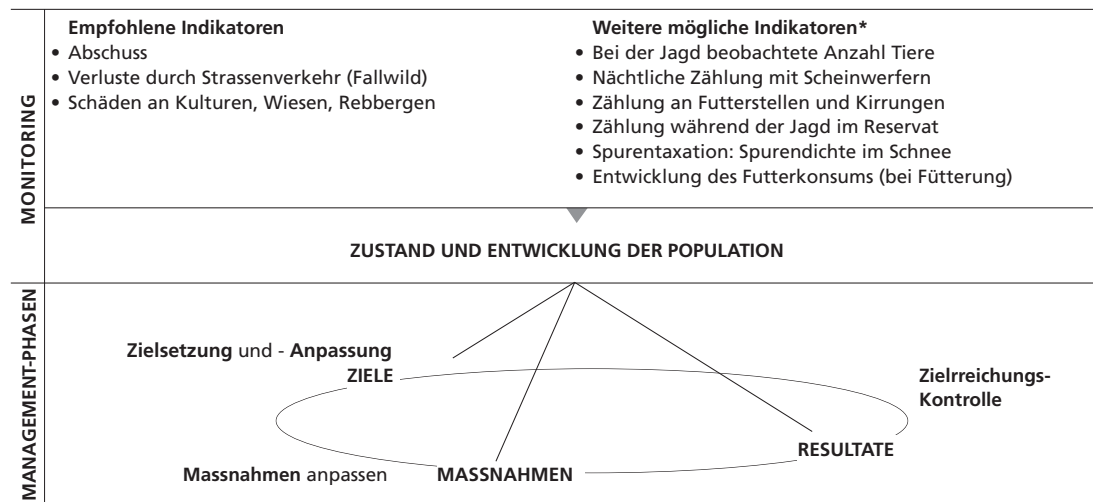 MONITORING
Empfohlene Indikatoren
• Abschuss
• Verluste durch Strassenverkehr (Fallwild)
• Schäden an Kulturen, Wiesen, Rebbergen
Weitere mögliche Indikatoren*
• Bei der Jagd beobachtete Anzahl Tiere
• Nächtliche Zählung mit Scheinwerfern
• Zählung an Futterstellen und Kirrungen
• Zählung während der Jagd im Reservat
• Spurentaxation: Spurendichte im Schnee
• Entwicklung des Futterkonsums (bei Fütterung)
ZUSTAND UND ENTWICKLUNG DER POPULATION
MANAGEMENT-PHASEN
Zielsetzung und - Anpassung
ZIELE
Zielrreichungs-
Kontrolle
RESULTATE
Massnahmen anpassen
MASSNAHMEN